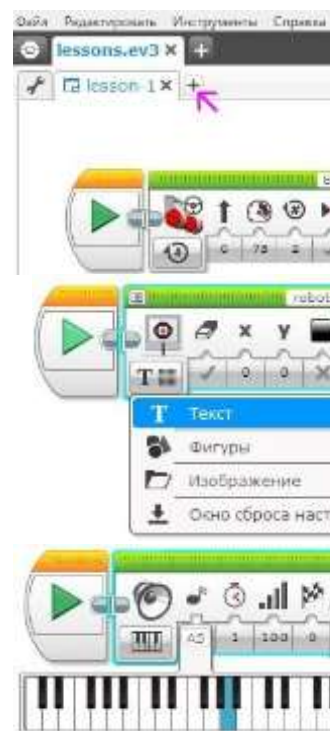 Файл Редактировать Инструменты Справка
lessons.ev3 × +
lesson-1 × +
0 75 2
robot
x y
T
0 0
T Текст
Фигуры
Изображение
Окно сброса наст
A5 1 100 0